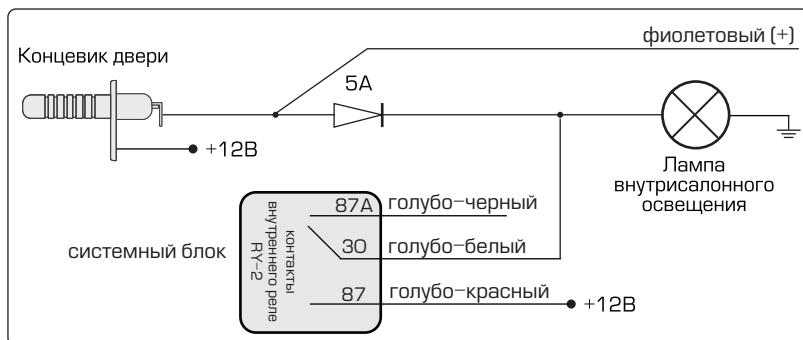 фиолетовый (+)
Концевик двери
5А
+12В
Лампа
внутрисалонного
освещения
87А голубо-черный
контакты
внутреннего реле
RY-2
системный блок
30 голубо-белый
87 голубо-красный
+12В